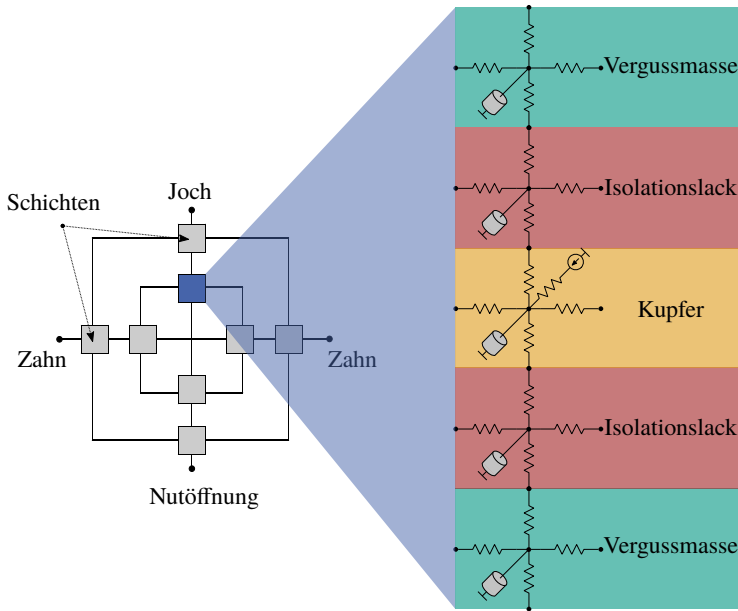 Vergussmasse
Isolationslack
Joch
Schichten
Kupfer
Zahn
Zahn
Isolationslack
Nutöffnung
Vergussmasse